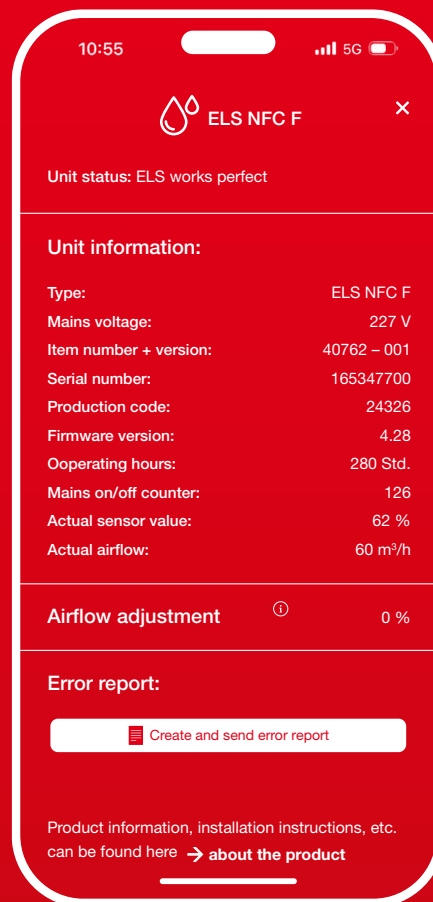 10:55 5G
ELS NFC F ×
Unit status: ELS works perfect
Unit information:
Type: ELS NFC F
Mains voltage: 227 V
Item number + version: 40762 – 001
Serial number: 165347700
Production code: 24326
Firmware version: 4.28
Ooperating hours: 280 Std.
Mains on/off counter: 126
Actual sensor value: 62 %
Actual airflow: 60 m³/h
Airflow adjustment ⓘ 0 %
Error report:
Create and send error report
Product information, installation instructions, etc.
can be found here → about the product